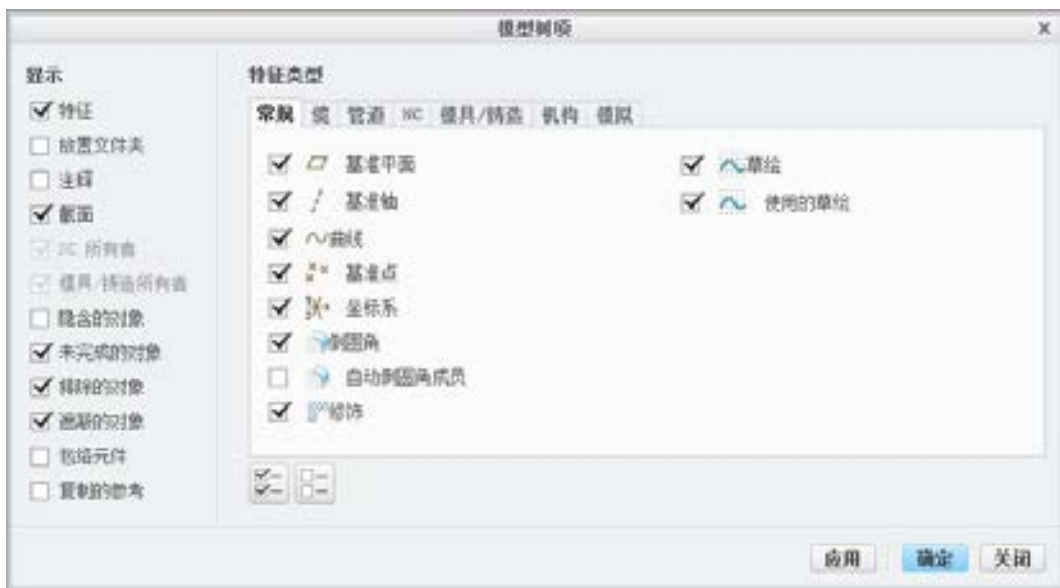 模型树项
显示
特征
放置文件夹
注释
截面
NC 所有者
模具/铸造所有者
隐含的对象
未完成的对象
排除的对象
遮蔽的对象
包络元件
复制的参考
特征类型
常规 缆 管道 NC 模具/铸造 机构 模拟
基准平面
基准轴
曲线
基准点
坐标系
倒圆角
自动倒圆角成员
修饰
草绘
使用的草绘
应用 确定 关闭